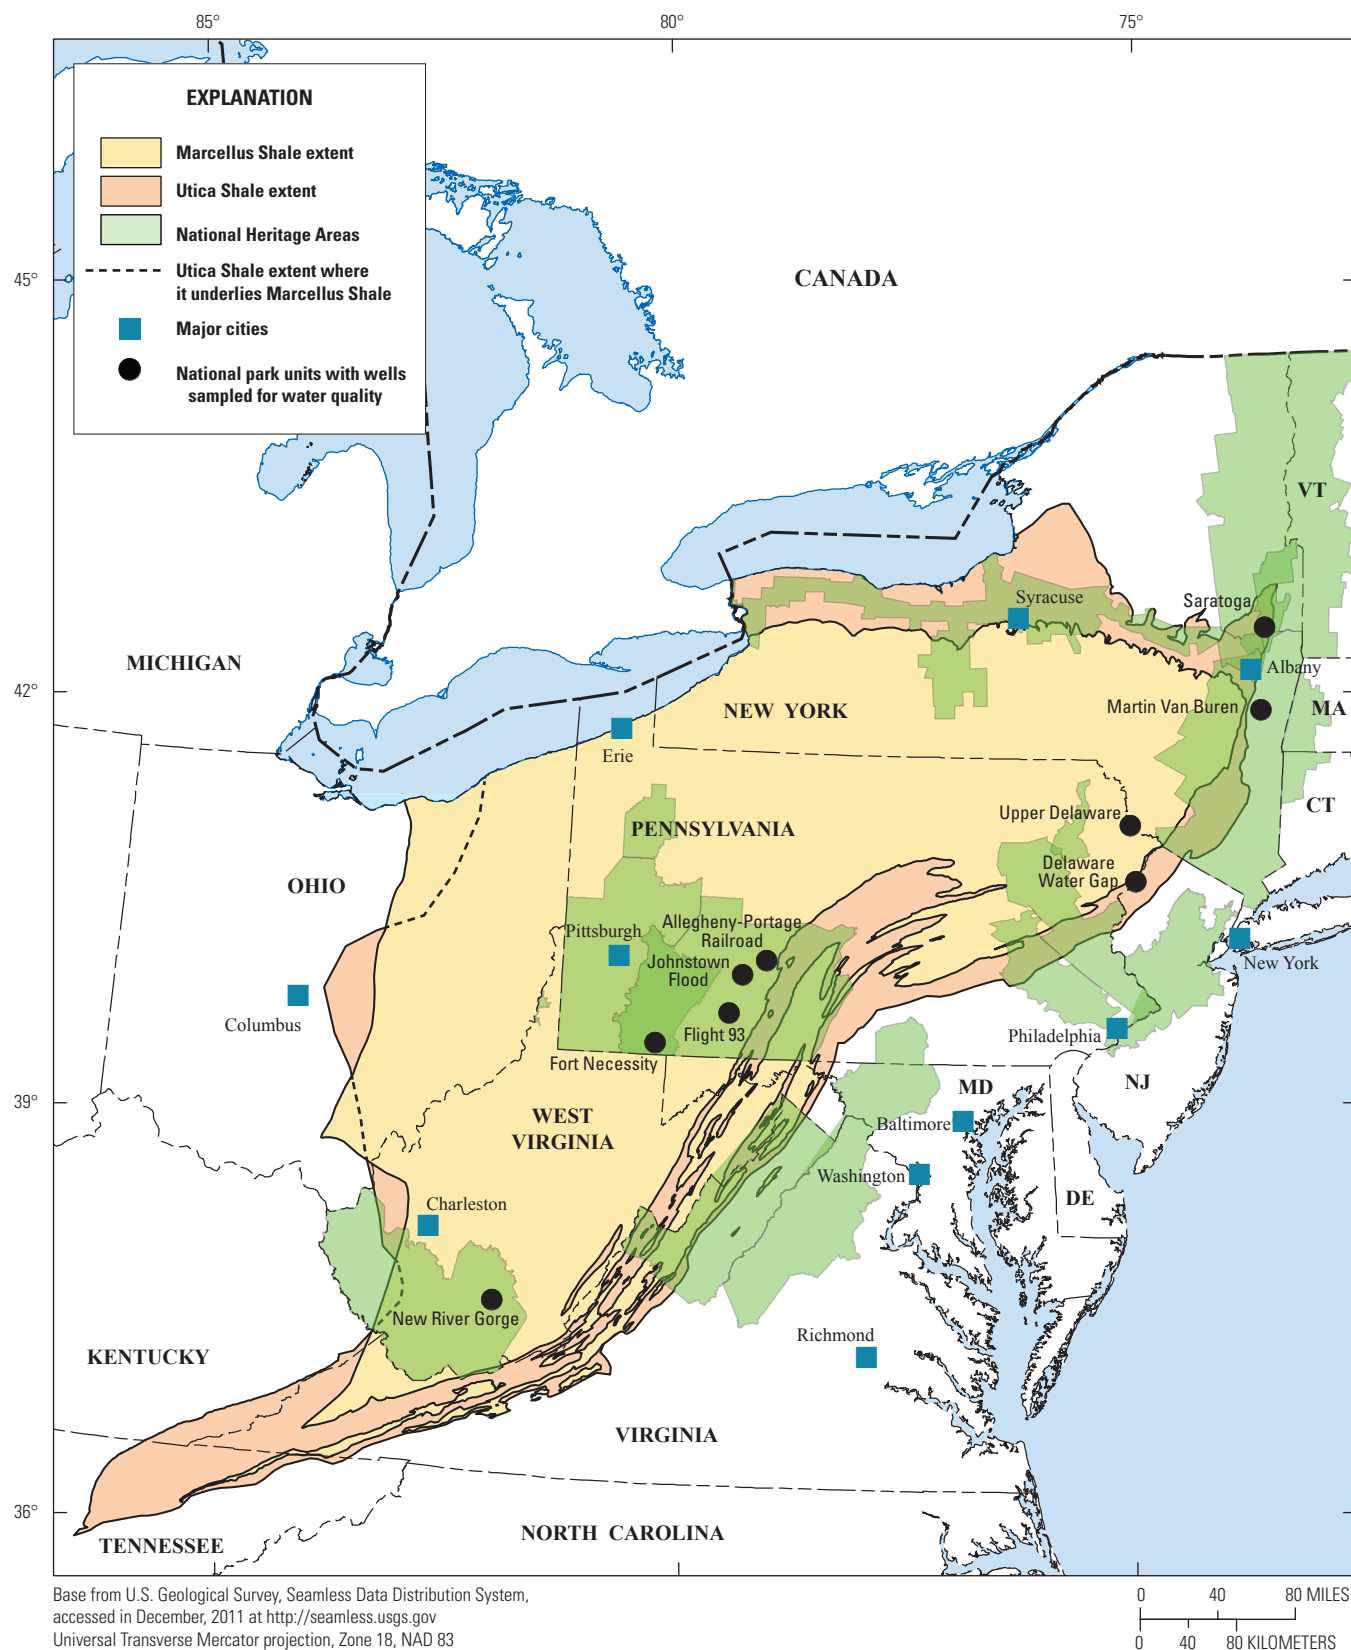 85°
80°
75°
EXPLANATION
Marcellus Shale extent
Utica Shale extent
National Heritage Areas
Utica Shale extent where
it underlies Marcellus Shale
Major cities
National park units with wells
sampled for water quality
45°
CANADA
VT
Syracuse
Saratoga
MICHIGAN
Albany
42°
NEW YORK
Martin Van Buren
MA
Erie
CT
Upper Delaware
PENNSYLVANIA
Delaware
Water Gap
OHIO
Allegheny-Portage
Railroad
Pittsburgh
Johnstown
Flood
New York
Columbus
Flight 93
Philadelphia
Fort Necessity
NJ
MD
39°
WEST
VIRGINIA
Baltimore
Washington
DE
Charleston
New River Gorge
Richmond
KENTUCKY
VIRGINIA
36°
TENNESSEE
NORTH CAROLINA
Base from U.S. Geological Survey, Seamless Data Distribution System,
accessed in December, 2011 at http://seamless.usgs.gov
Universal Transverse Mercator projection, Zone 18, NAD 83
0 40 80 MILES
0 40 80 KILOMETERS